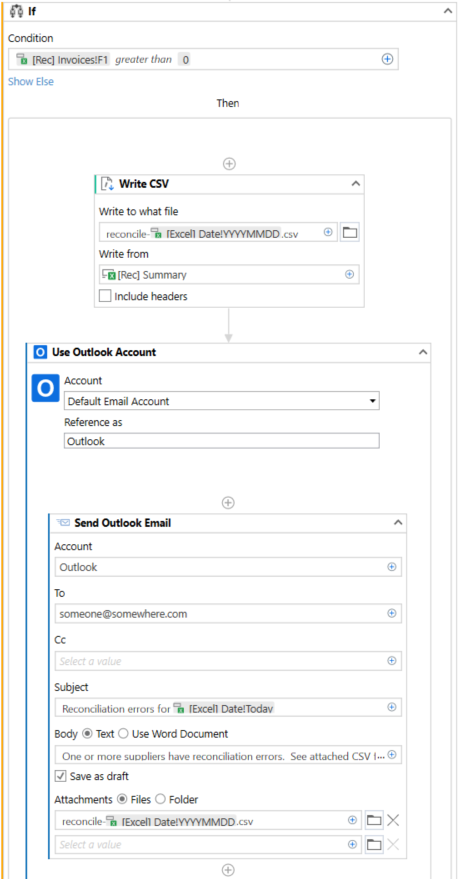 If
Condition
[Rec] Invoices!F1 greater than 0
Show Else
Then
Write CSV
Write to what file
reconcile-[Excel] Date!YYYYMMDD.csv
Write from
[Rec] Summary
Include headers
Use Outlook Account
Account
Default Email Account
Reference as
Outlook
Send Outlook Email
Account
Outlook
To
someone@somewhere.com
Cc
Select a value
Subject
Reconciliation errors for [Excel] Date!Today
Body Text Use Word Document
One or more suppliers have reconciliation errors. See attached CSV f...
Save as draft
Attachments Files Folder
reconcile-[Excel] Date!YYYYMMDD.csv
Select a value